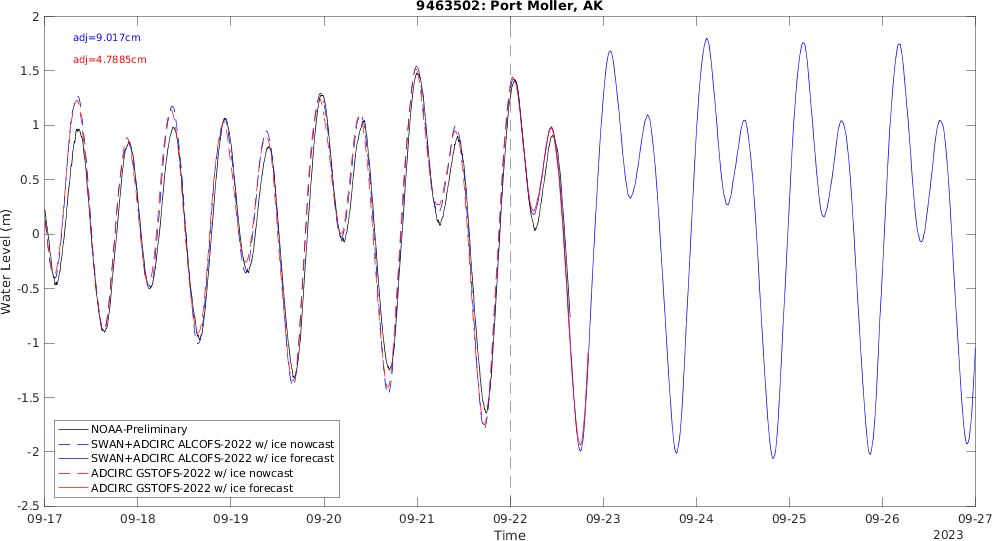 9463502: Port Moller, AK
adj=9.017cm
adj=4.7885cm
Water Level (m)
2
1.5
1
0.5
0
-0.5
-1
-1.5
-2
-2.5
NOAA-Preliminary
SWAN+ADCIRC ALCOFS-2022 w/ ice nowcast
SWAN+ADCIRC ALCOFS-2022 w/ ice forecast
ADCIRC GSTOFS-2022 w/ ice nowcast
ADCIRC GSTOFS-2022 w/ ice forecast
09-17 09-18 09-19 09-20 09-21 09-22 09-23 09-24 09-25 09-26 09-27
Time
2023